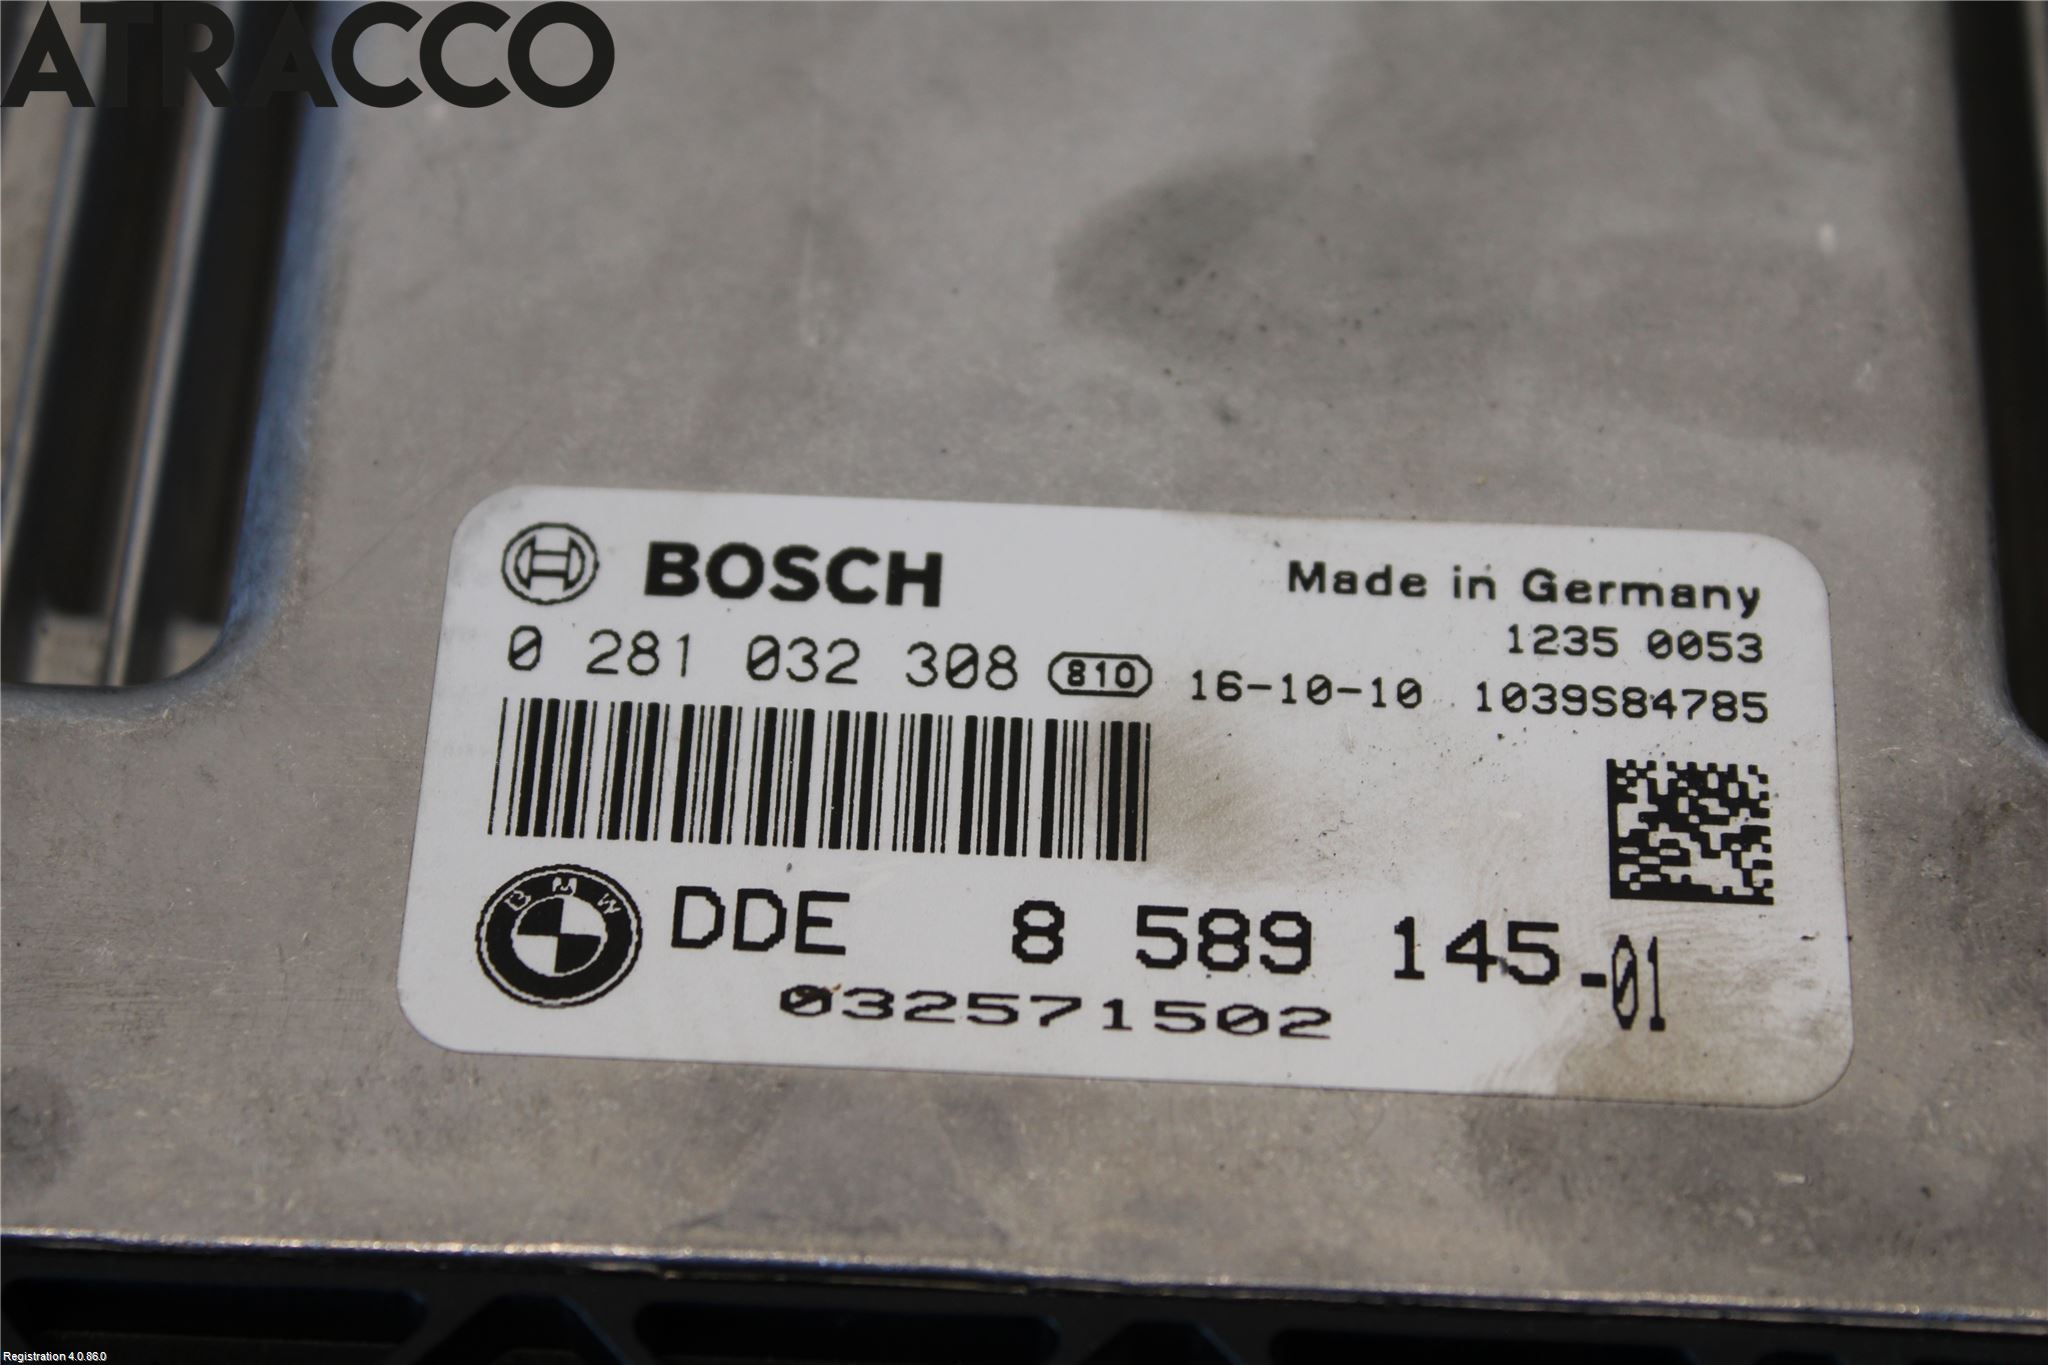 ATRACCO
BOSCH
Made in Germany
1235 0053
0 281 032 308 810 16-10-10 1039S84785
BMW
DDE 8 589 145-01
032571502
Registration 4.0.86.0